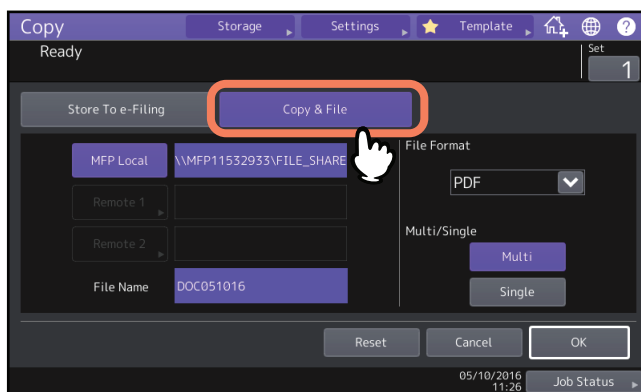 Copy
Storage
Settings
Template
?
Ready
Set
1
Store To e-Filing
Copy & File
MFP Local
\\MFP11532933\FILE_SHARE
File Format
PDF
Remote 1
Remote 2
Multi/Single
Multi
File Name
DOC051016
Single
Reset
Cancel
OK
05/10/2016
11:26
Job Status